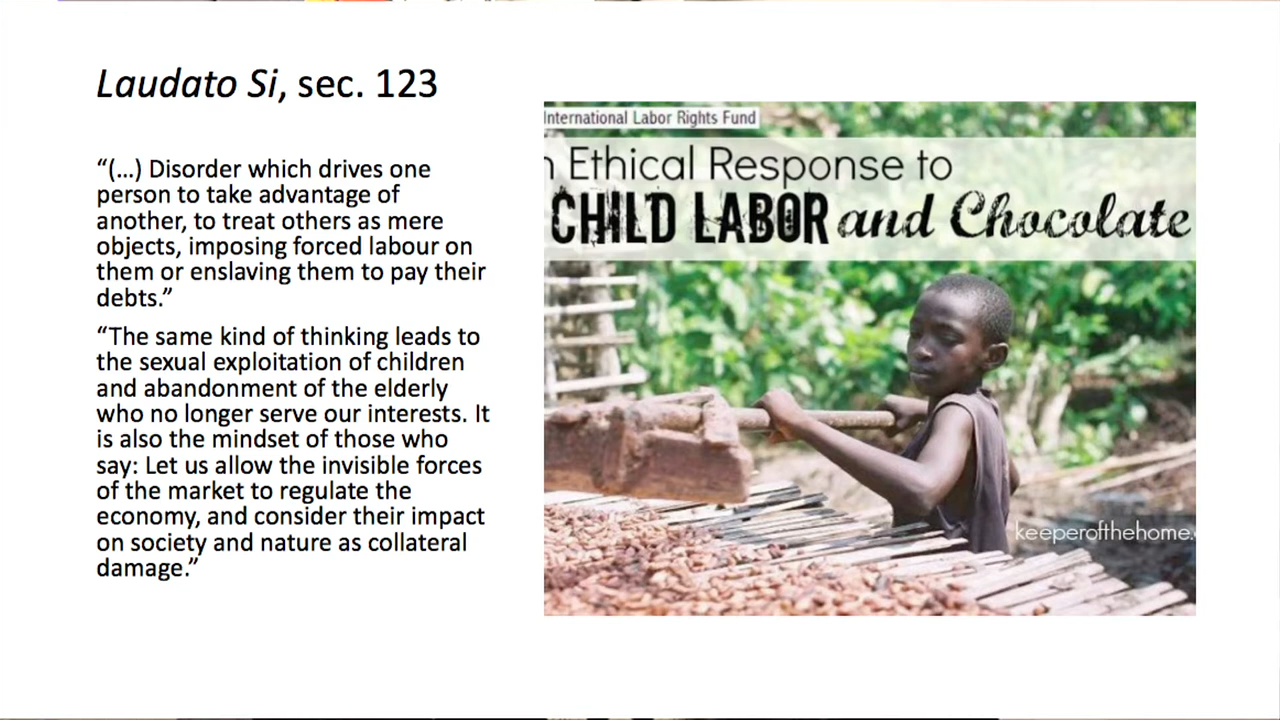 Laudato Si, sec. 123
“(…) Disorder which drives one
person to take advantage of
another, to treat others as mere
objects, imposing forced labour on
them or enslaving them to pay their
debts.”
“The same kind of thinking leads to
the sexual exploitation of children
and abandonment of the elderly
who no longer serve our interests. It
is also the mindset of those who
say: Let us allow the invisible forces
of the market to regulate the
economy, and consider their impact
on society and nature as collateral
damage.”
International Labor Rights Fund
n Ethical Response to
CHILD LABOR and Chocolate
keeperofthehome.